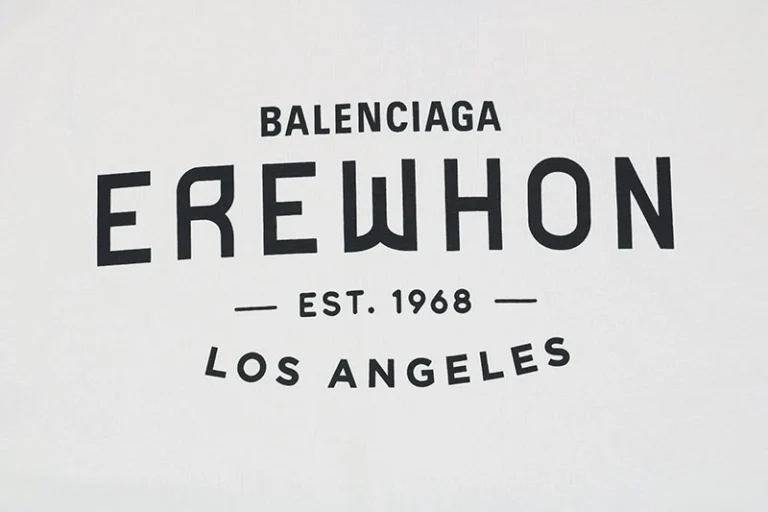 BALENCIAGA
EREWHON
— EST. 1968 —
LOS ANGELES